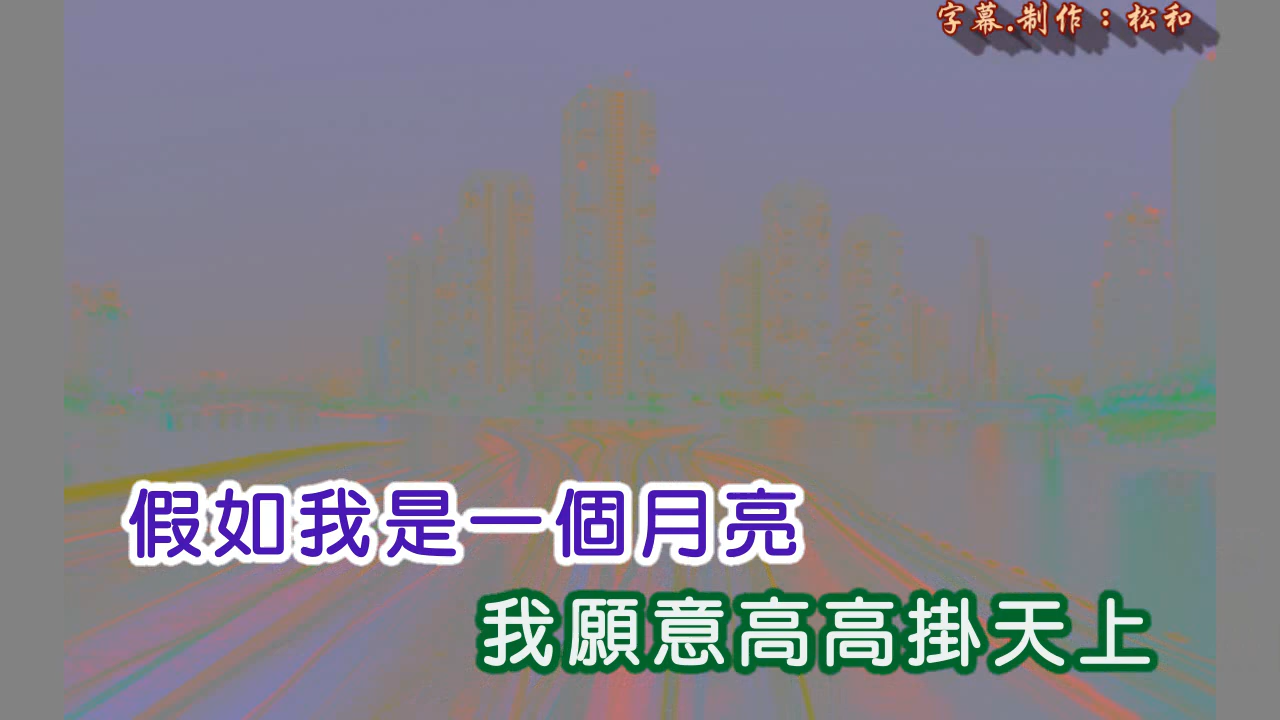 字幕.制作：松和
假如我是一個月亮
我願意高高掛天上